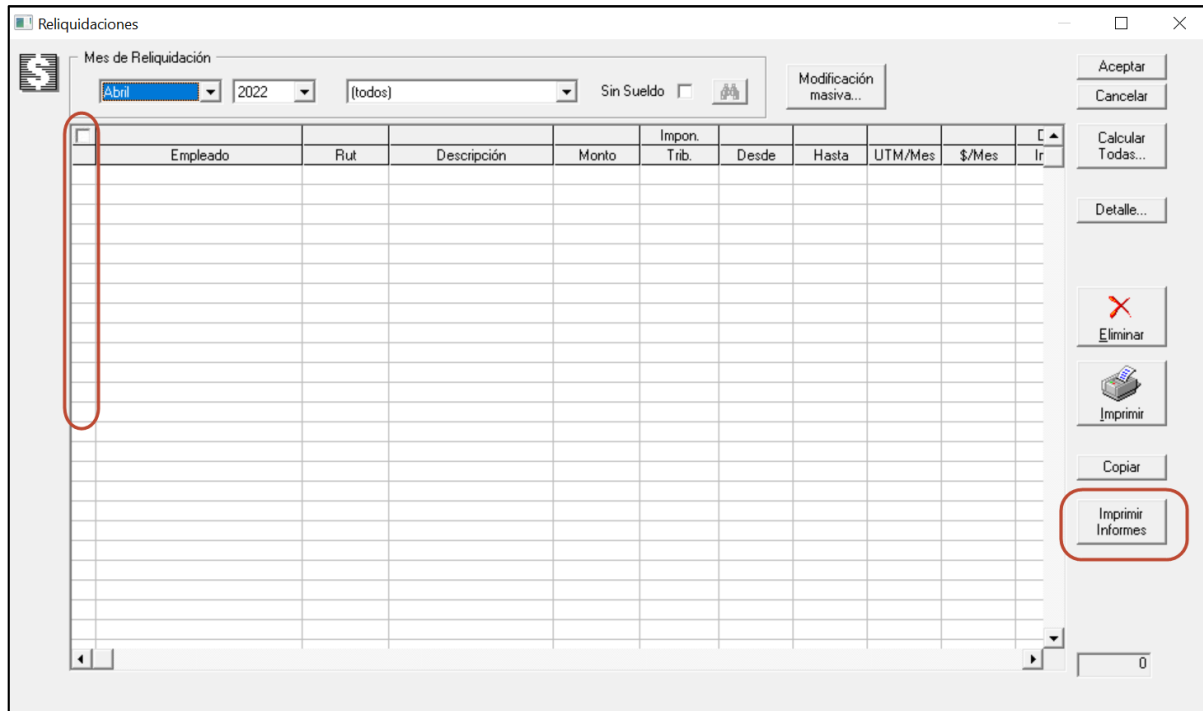 Reliquidaciones
Mes de Reliquidación
Abril 2022 (todos) Sin Sueldo
Modificación
masiva...
Aceptar
Cancelar
Calcular
Todas...
Detalle...
Impon.
Empleado Rut Descripción Monto Trib. Desde Hasta UTM/Mes $/Mes
Eliminar
Imprimir
Copiar
Imprimir
Informes
0